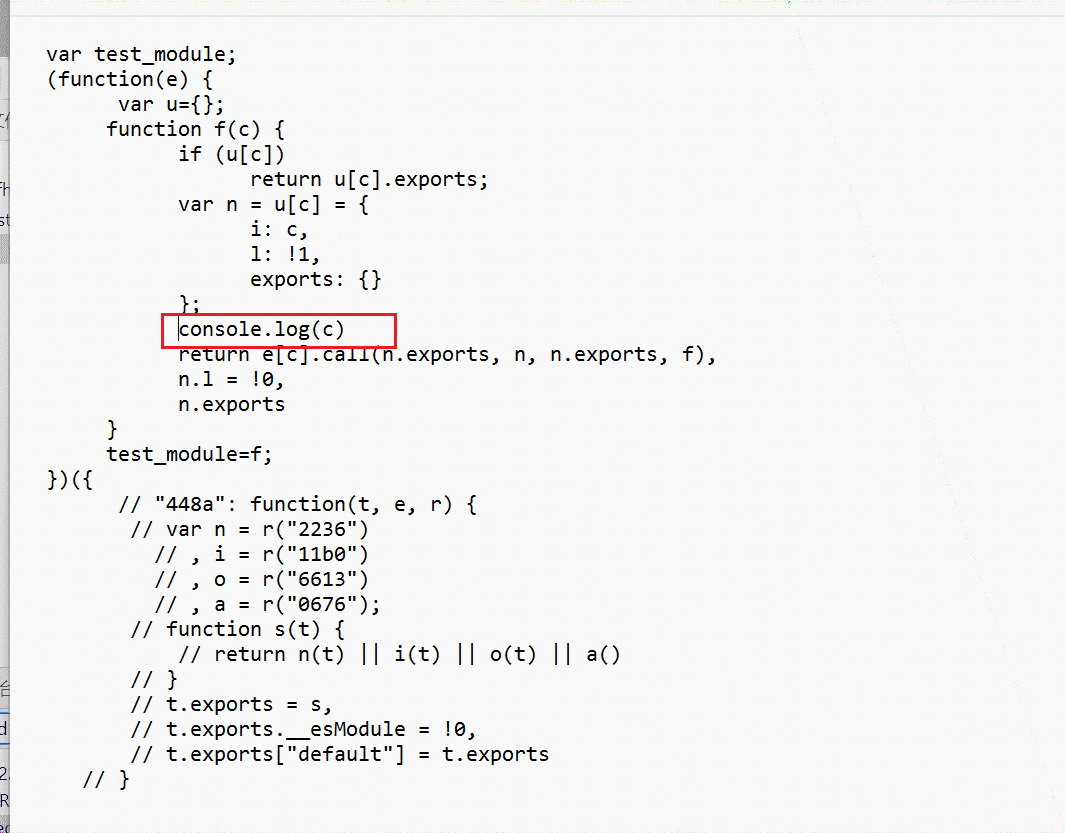 var test_module;
(function(e) {
var u={};
function f(c) {
if (u[c])
return u[c].exports;
var n = u[c] = {
i: c,
l: !1,
exports: {}
};
console.log(c)
return e[c].call(n.exports, n, n.exports, f),
n.l = !0,
n.exports
}
test_module=f;
})({
// "448a": function(t, e, r) {
// var n = r("2236")
// , i = r("11b0")
// , o = r("6613")
// , a = r("0676");
// function s(t) {
// return n(t) || i(t) || o(t) || a()
// }
// t.exports = s,
// t.exports.__esModule = !0,
// t.exports["default"] = t.exports
// }